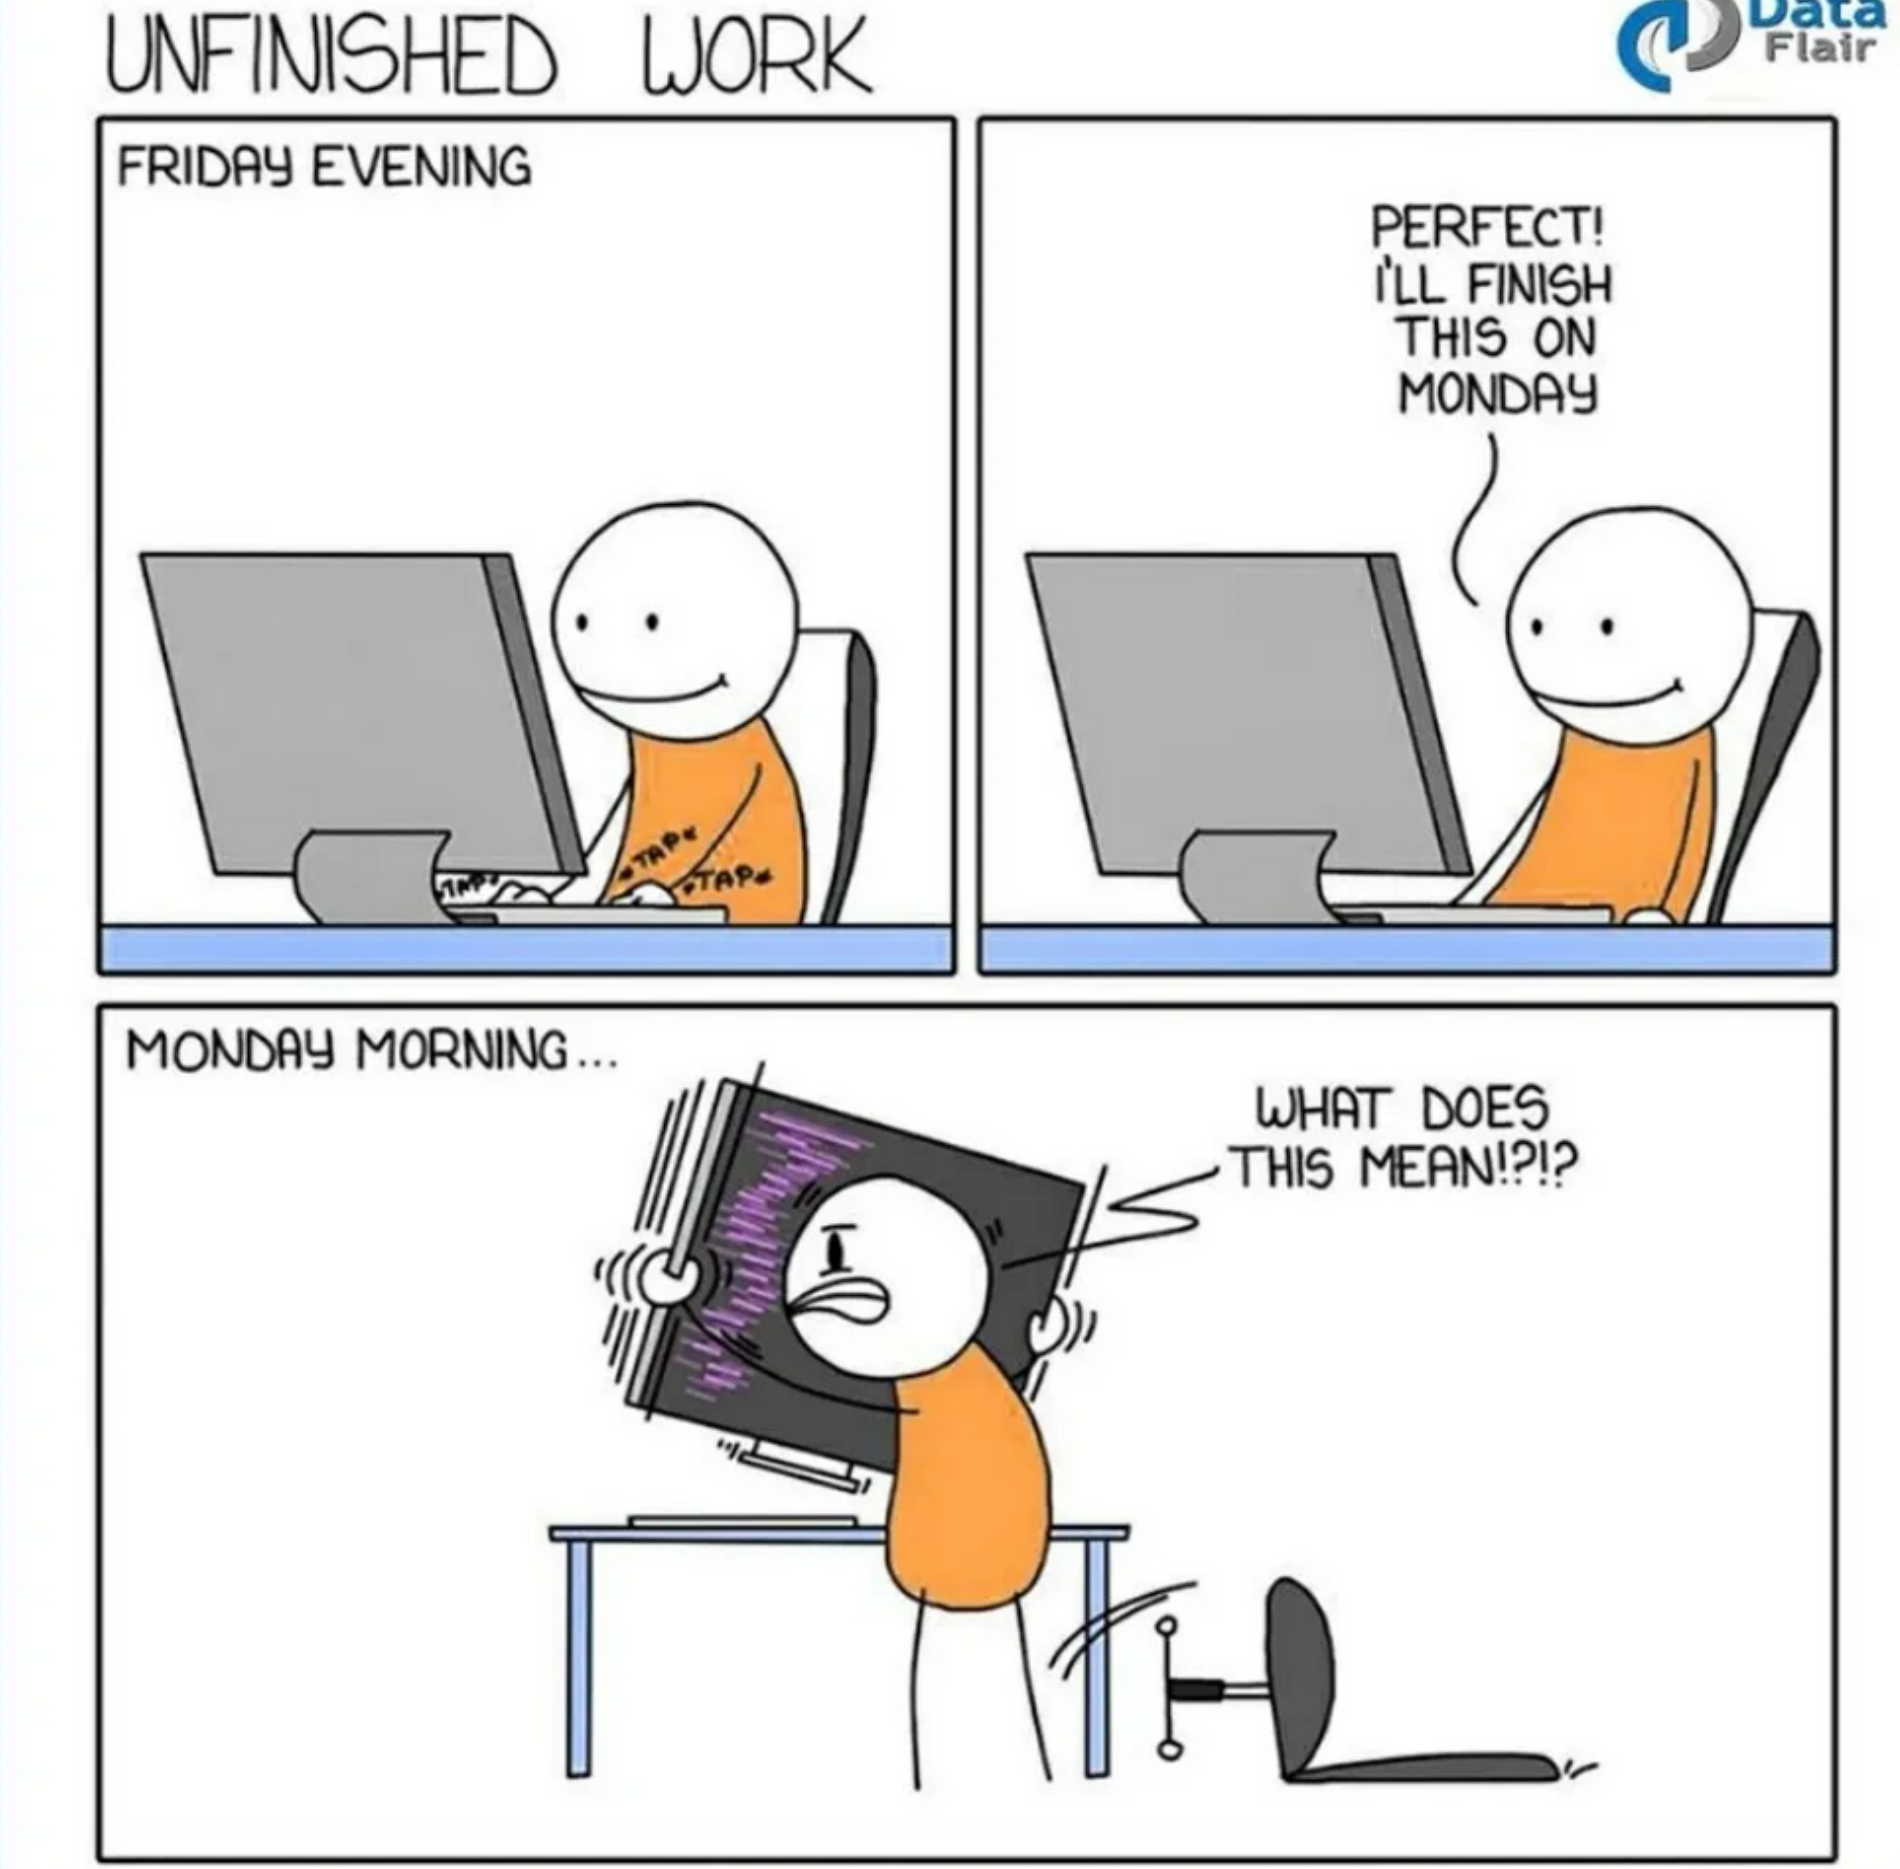 UNFINISHED WORK
Data
Flair
FRIDAY EVENING
*TAP*
*TAP*
*TAP*
PERFECT!
I'LL FINISH
THIS ON
MONDAY
MONDAY MORNING...
WHAT DOES
THIS MEAN!?!?